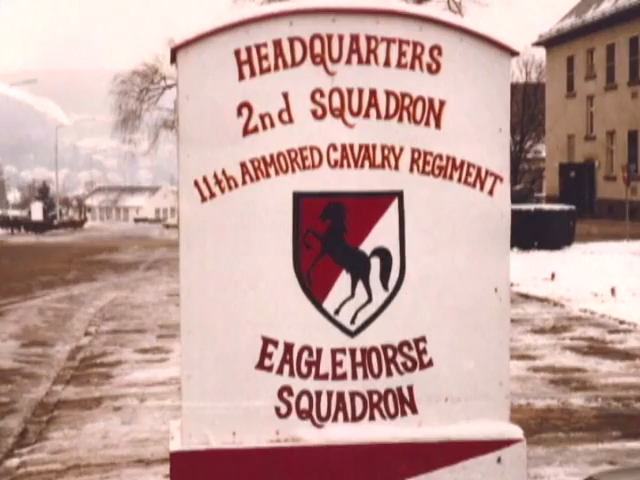 HEADQUARTERS
2nd SQUADRON
11th ARMORED CAVALRY REGIMENT
EAGLEHORSE
SQUADRON